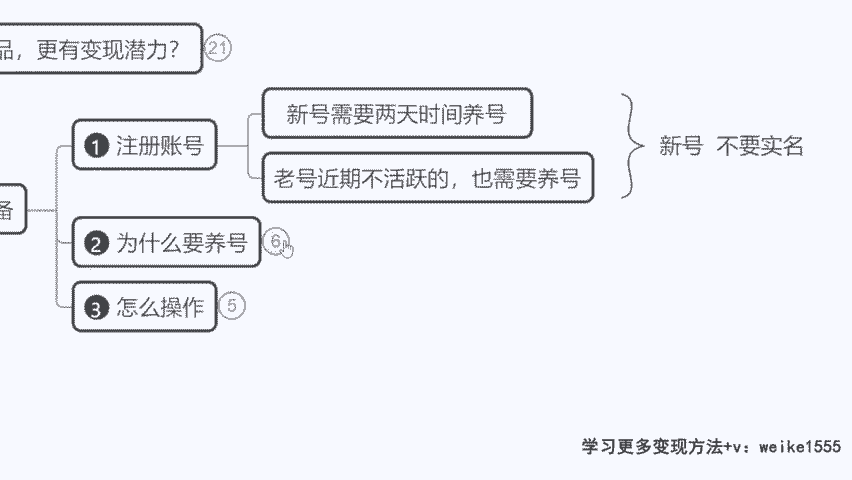 品，更有变现潜力？ 21
新号需要两天时间养号
1 注册账号
新号 不要实名
老号近期不活跃的，也需要养号
备
2 为什么要养号 6
3 怎么操作 5
学习更多变现方法+v：weike1555